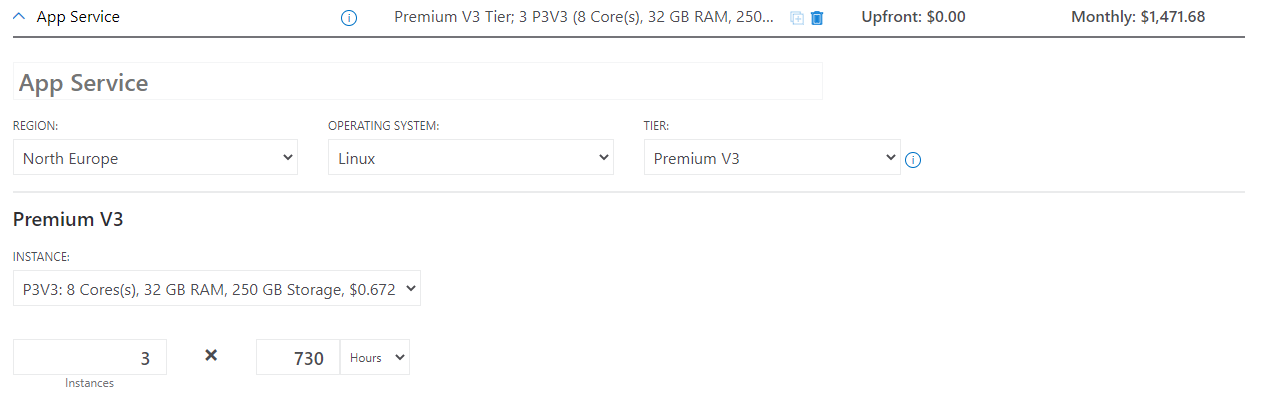 App Service Premium V3 Tier; 3 P3V3 (8 Core(s), 32 GB RAM, 250... Upfront: $0.00 Monthly: $1,471.68
App Service
REGION: OPERATING SYSTEM: TIER:
North Europe Linux Premium V3
Premium V3
INSTANCE:
P3V3: 8 Cores(s), 32 GB RAM, 250 GB Storage, $0.672
3 × 730 Hours
Instances